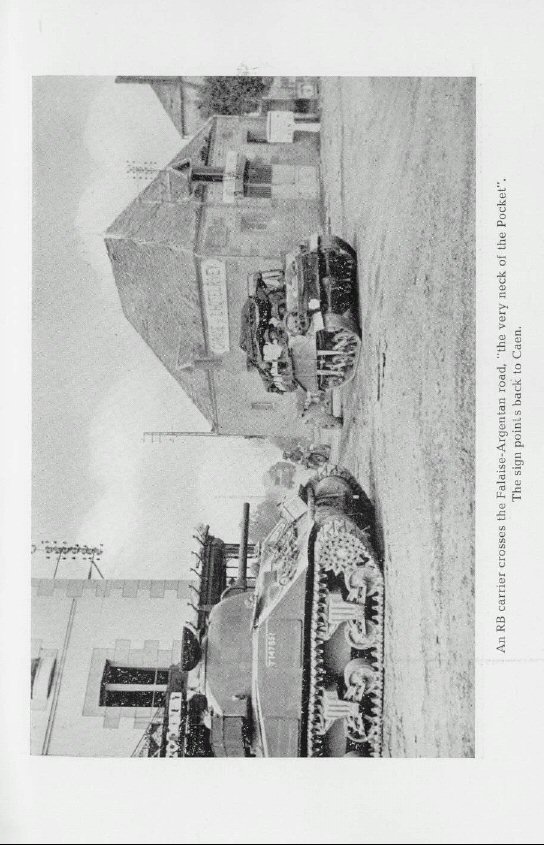 An RB carrier crosses the Falaise-Argentan road, "the very neck of the Pocket".
The sign points back to Caen.